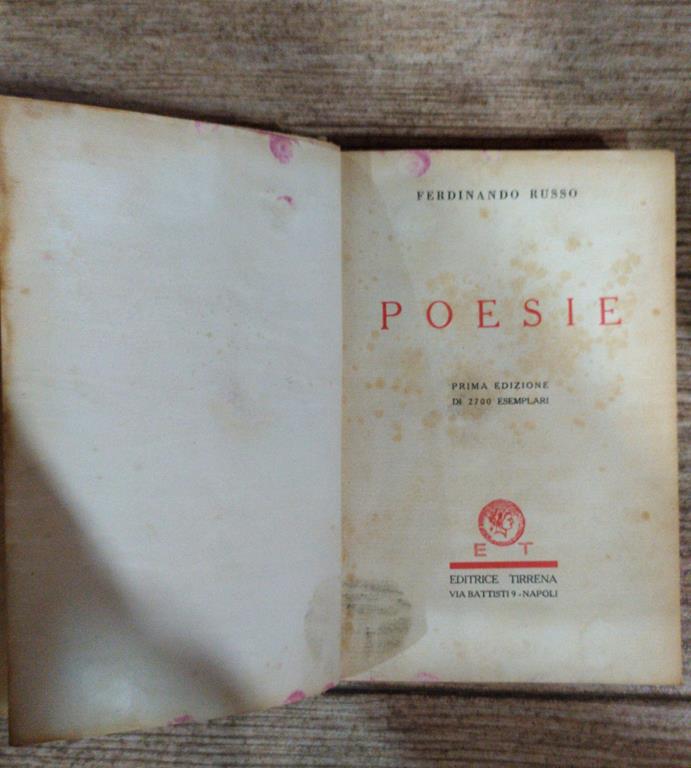 FERDINANDO RUSSO
POESIE
PRIMA EDIZIONE
DI 2700 ESEMPLARI
E T
EDITRICE TIRRENA
VIA BATTISTI 9 - NAPOLI